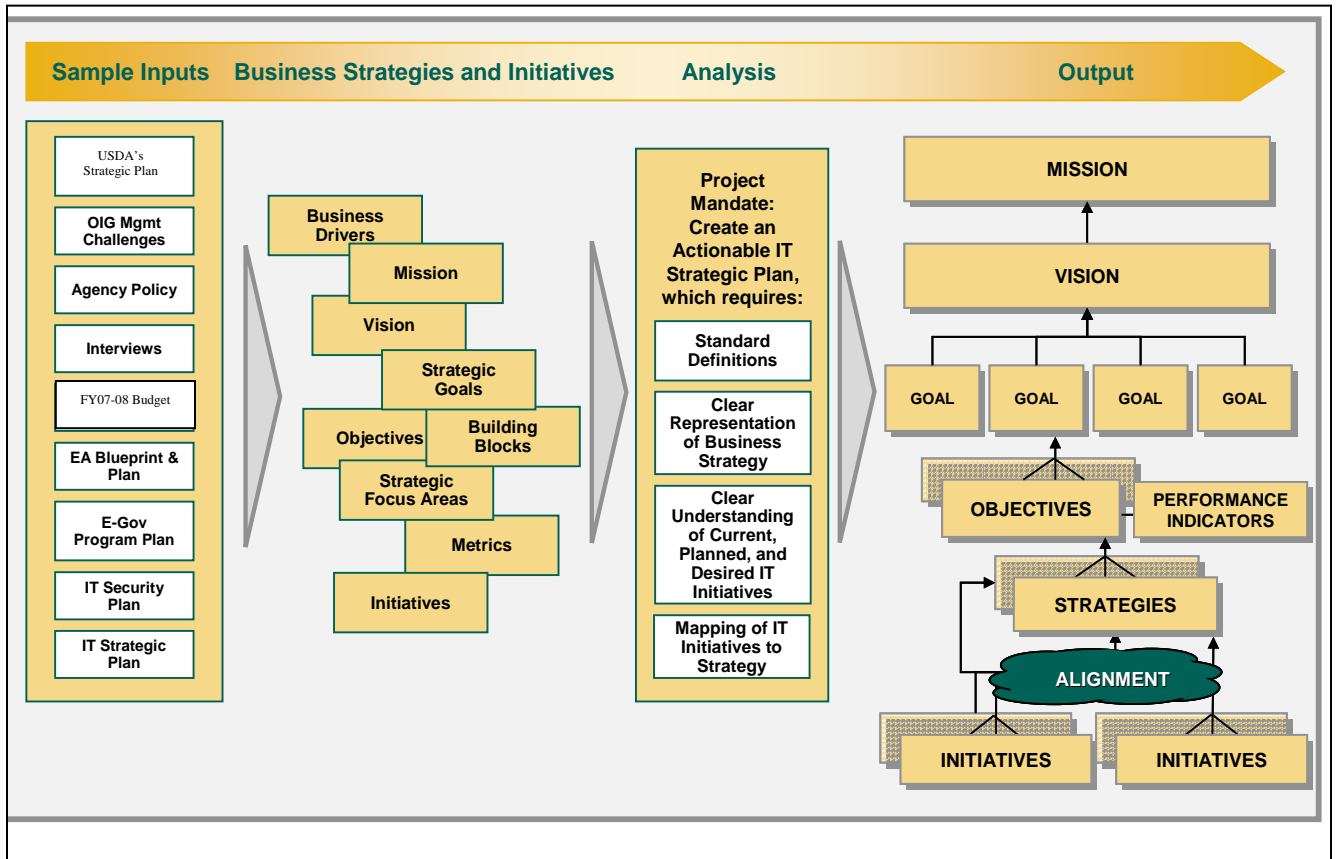 Sample Inputs
Business Strategies and Initiatives
Analysis
Output
USDA's
Strategic Plan
OIG Mgmt
Challenges
Agency Policy
Interviews
FY07-08 Budget
EA Blueprint &
Plan
E-Gov
Program Plan
IT Security
Plan
IT Strategic
Plan
Business
Drivers
Mission
Vision
Strategic
Goals
Objectives
Building
Blocks
Strategic
Focus Areas
Metrics
Initiatives
Project
Mandate:
Create an
Actionable IT
Strategic Plan,
which requires:
Standard
Definitions
Clear
Representation
of Business
Strategy
Clear
Understanding
of Current,
Planned, and
Desired IT
Initiatives
Mapping of IT
Initiatives to
Strategy
MISSION
VISION
GOAL
GOAL
GOAL
GOAL
OBJECTIVES
PERFORMANCE
INDICATORS
STRATEGIES
ALIGNMENT
INITIATIVES
INITIATIVES